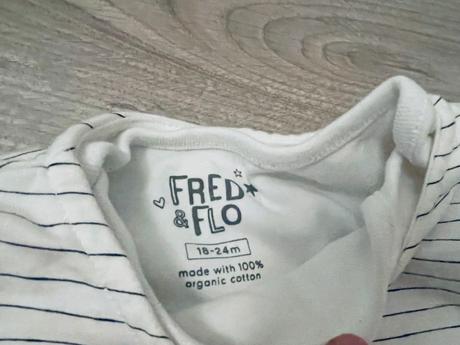 FRED
& FLO
18-24m
made with 100%
organic cotton